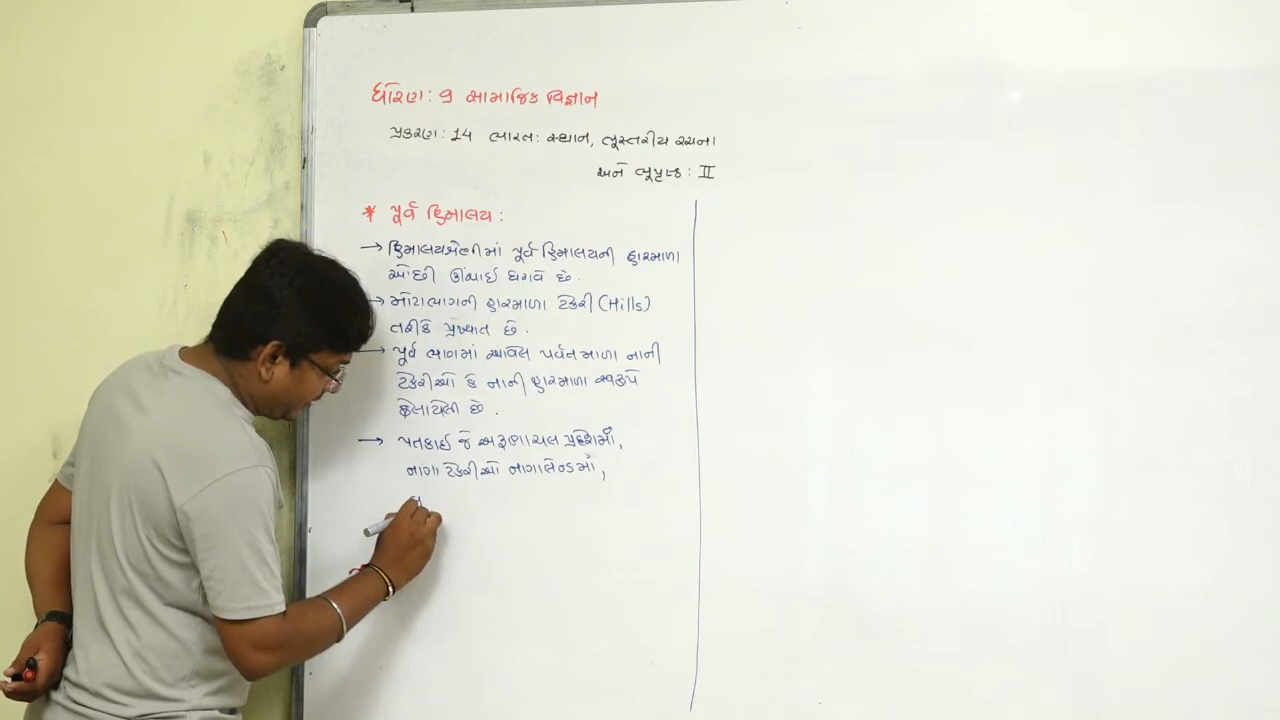 ધોરણ: 9 સામાજિક વિજ્ઞાન
પ્રકરણ: 14 ભારત: સ્થાન, ભૂસ્તરીય રચના
અને ભૂપૃષ્ઠ: II
* પૂર્વ હિમાલય:
→ હિમાલયશ્રેણીમાં પૂર્વ હિમાલયની હારમાળા
ઓછી ઊંચાઈ ધરાવે છે.
→ મોટાભાગની હારમાળા ટેકરી (Hills)
તરીકે પ્રખ્યાત છે.
→ પૂર્વ ભાગમાં આવેલ પર્વતમાળા નાની
ટેકરીઓ કે નાની હારમાળા સ્વરૂપે
ફેલાયેલી છે.
→ પતકાઈ જે અરૂણાચલ પ્રદેશમાં,
નાગા ટેકરીઓ નાગાલેન્ડમાં,